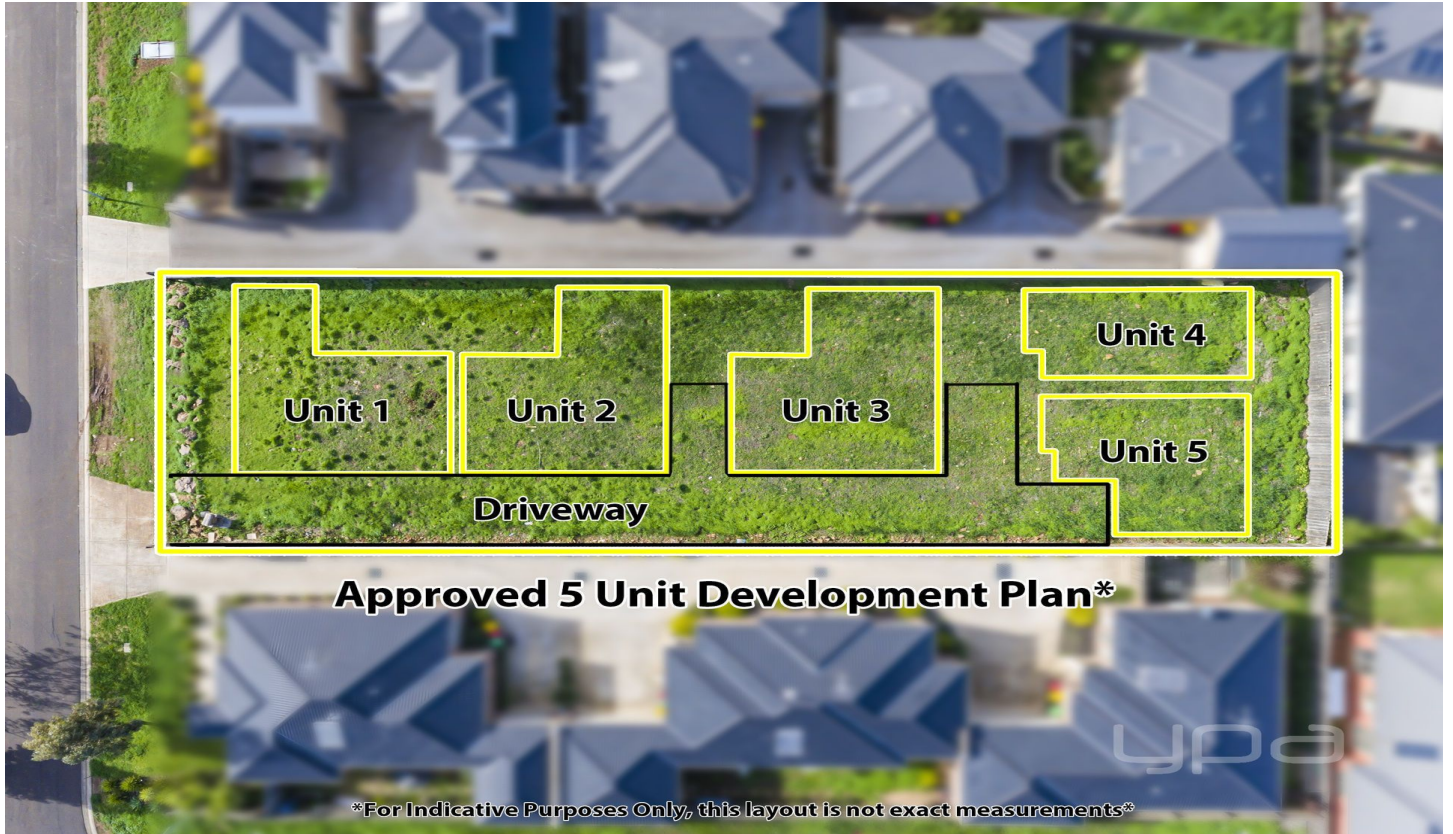 Unit 4
Unit 1
Unit 2
Unit 3
Unit 5
Driveway
Approved 5 Unit Development Plan*
ypa
*For Indicative Purposes Only, this layout is not exact measurements*